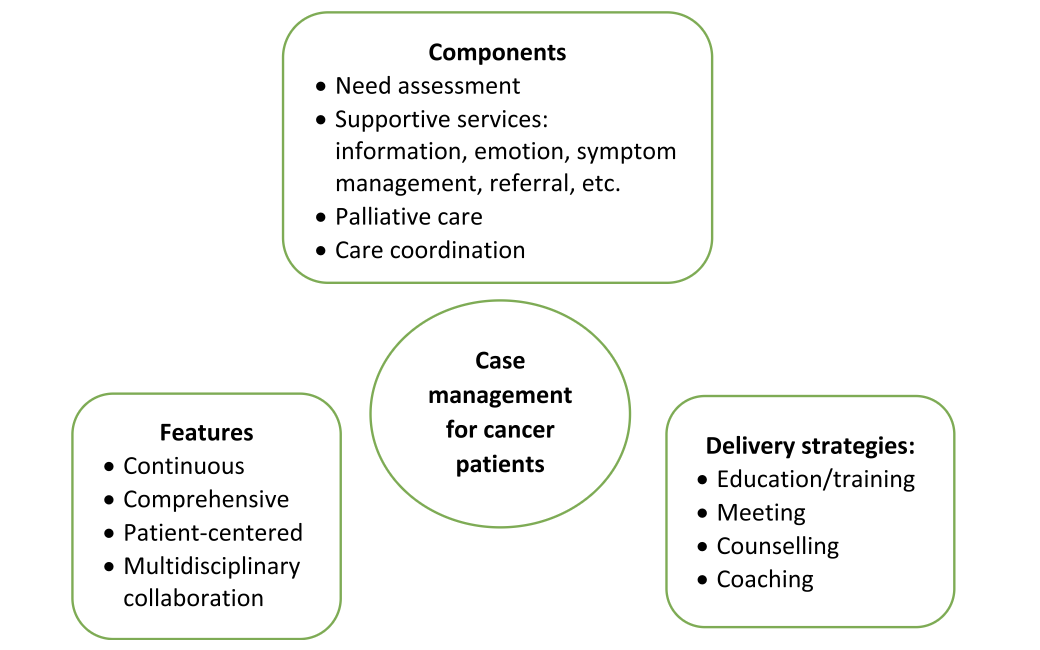 Components
• Need assessment
• Supportive services:
information, emotion, symptom
management, referral, etc.
• Palliative care
• Care coordination
Case
management
for cancer
patients
Features
• Continuous
• Comprehensive
• Patient-centered
• Multidisciplinary
collaboration
Delivery strategies:
• Education/training
• Meeting
• Counselling
• Coaching